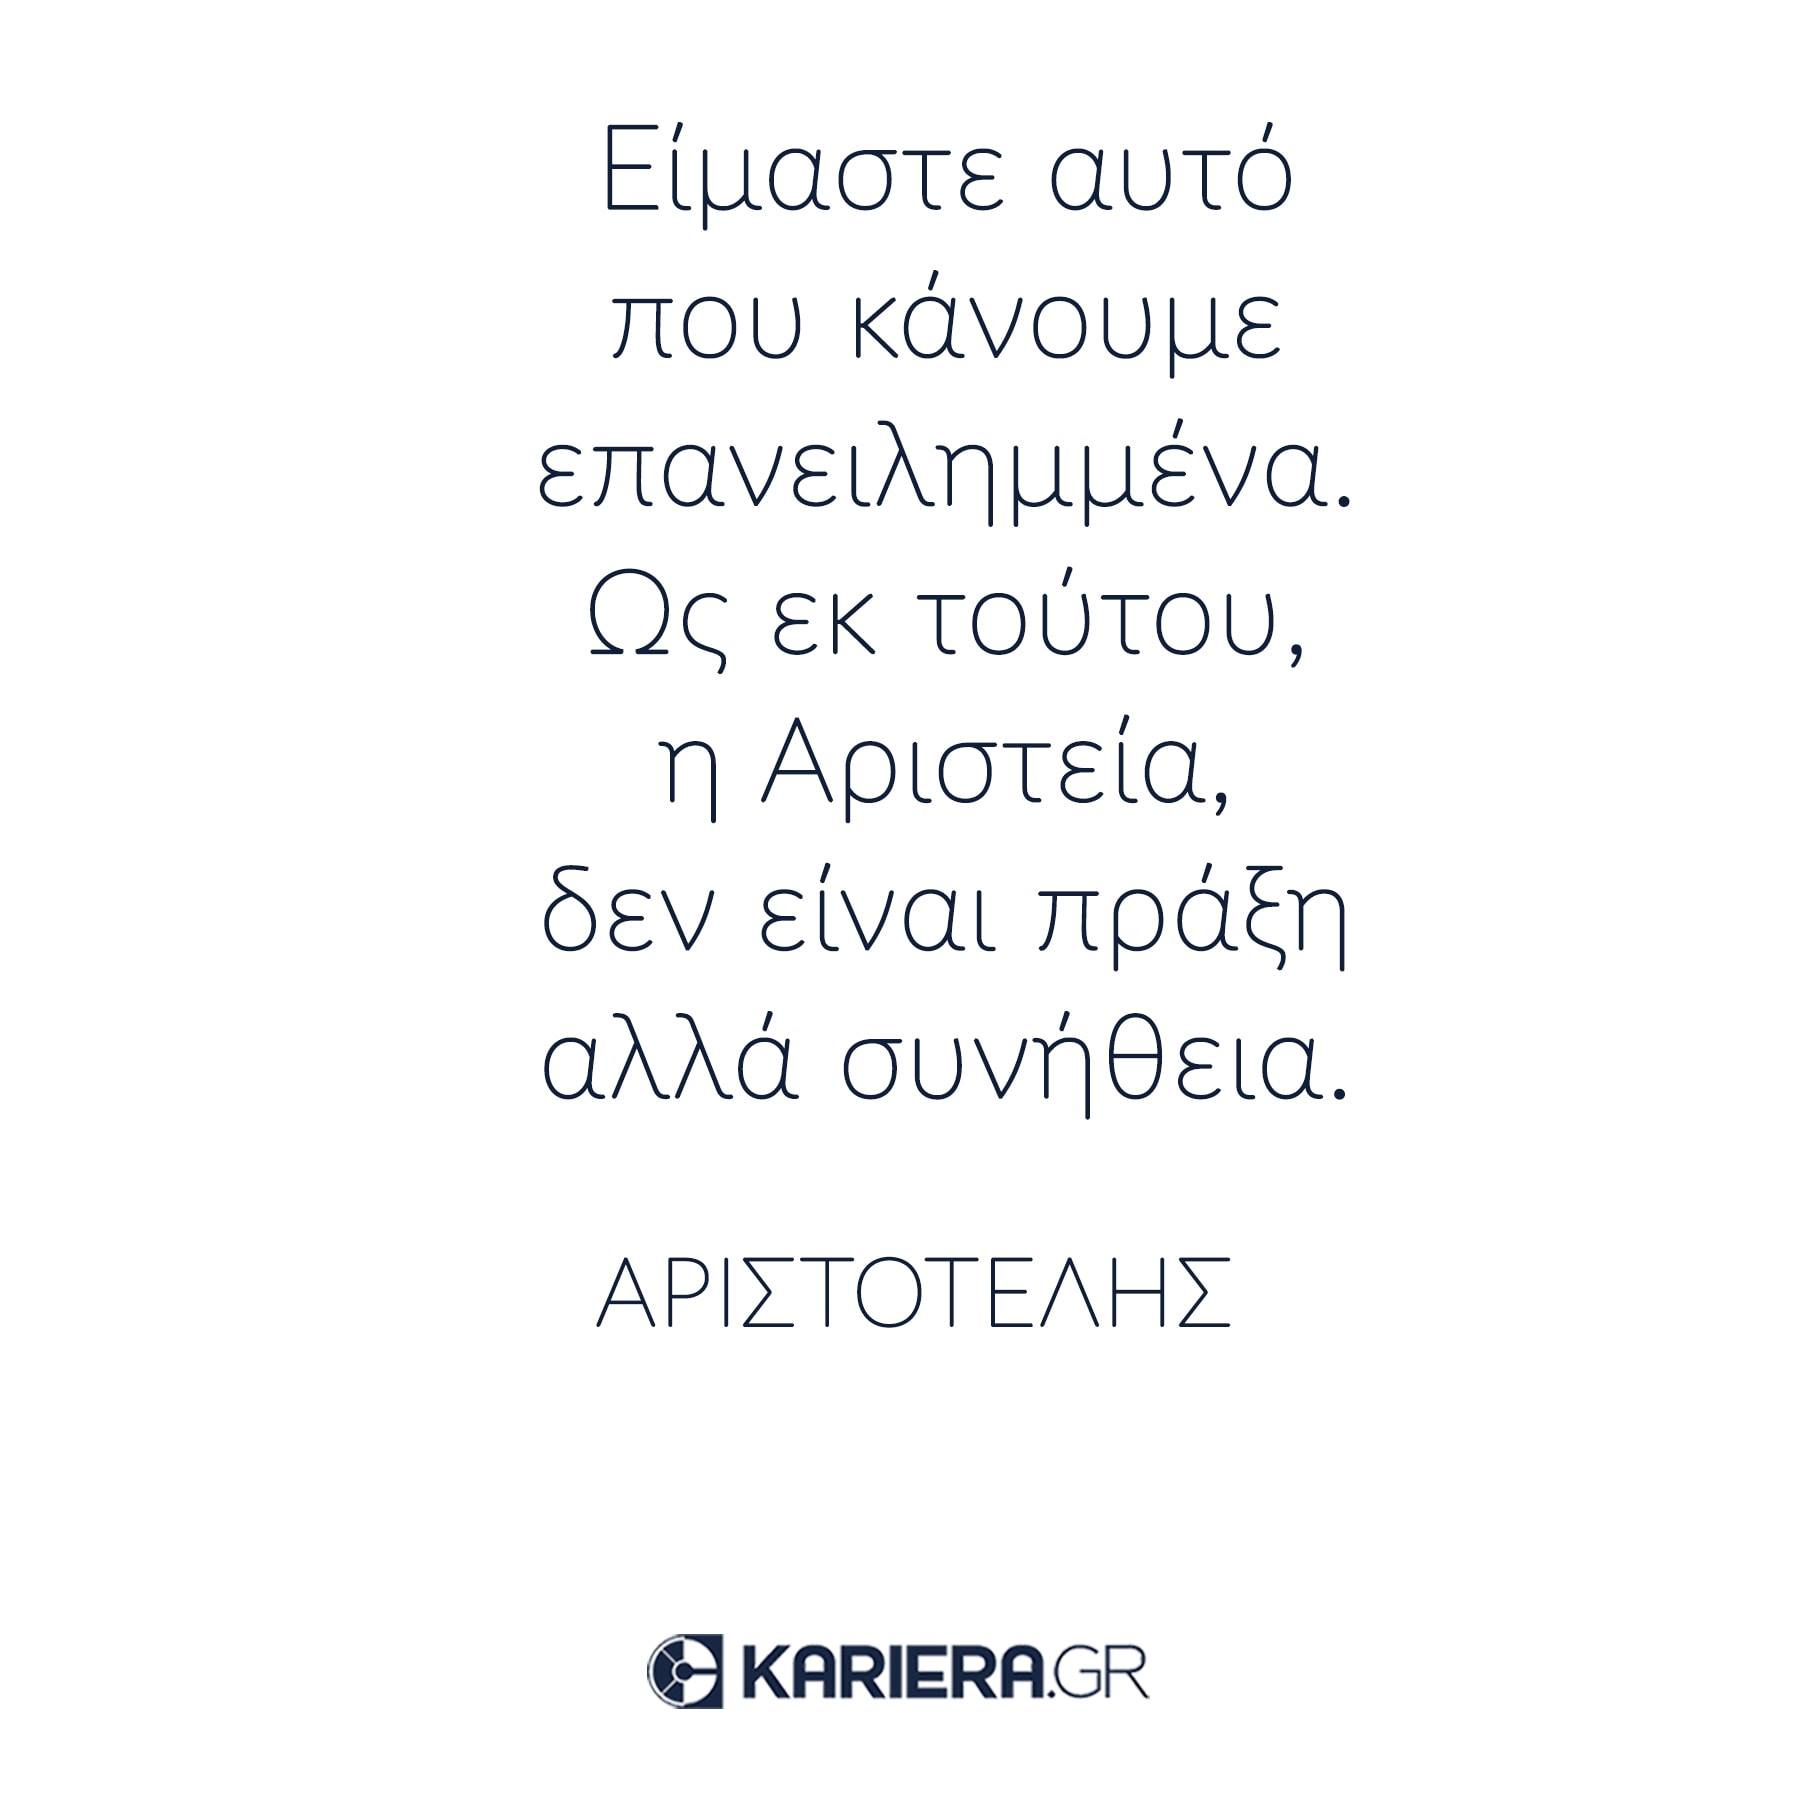 Είμαστε αυτό
που κάνουμε
επανειλημμένα.
Ως εκ τούτου,
η Αριστεία,
δεν είναι πράξη
αλλά συνήθεια.
ΑΡΙΣΤΟΤΕΛΗΣ
KARIERA.GR